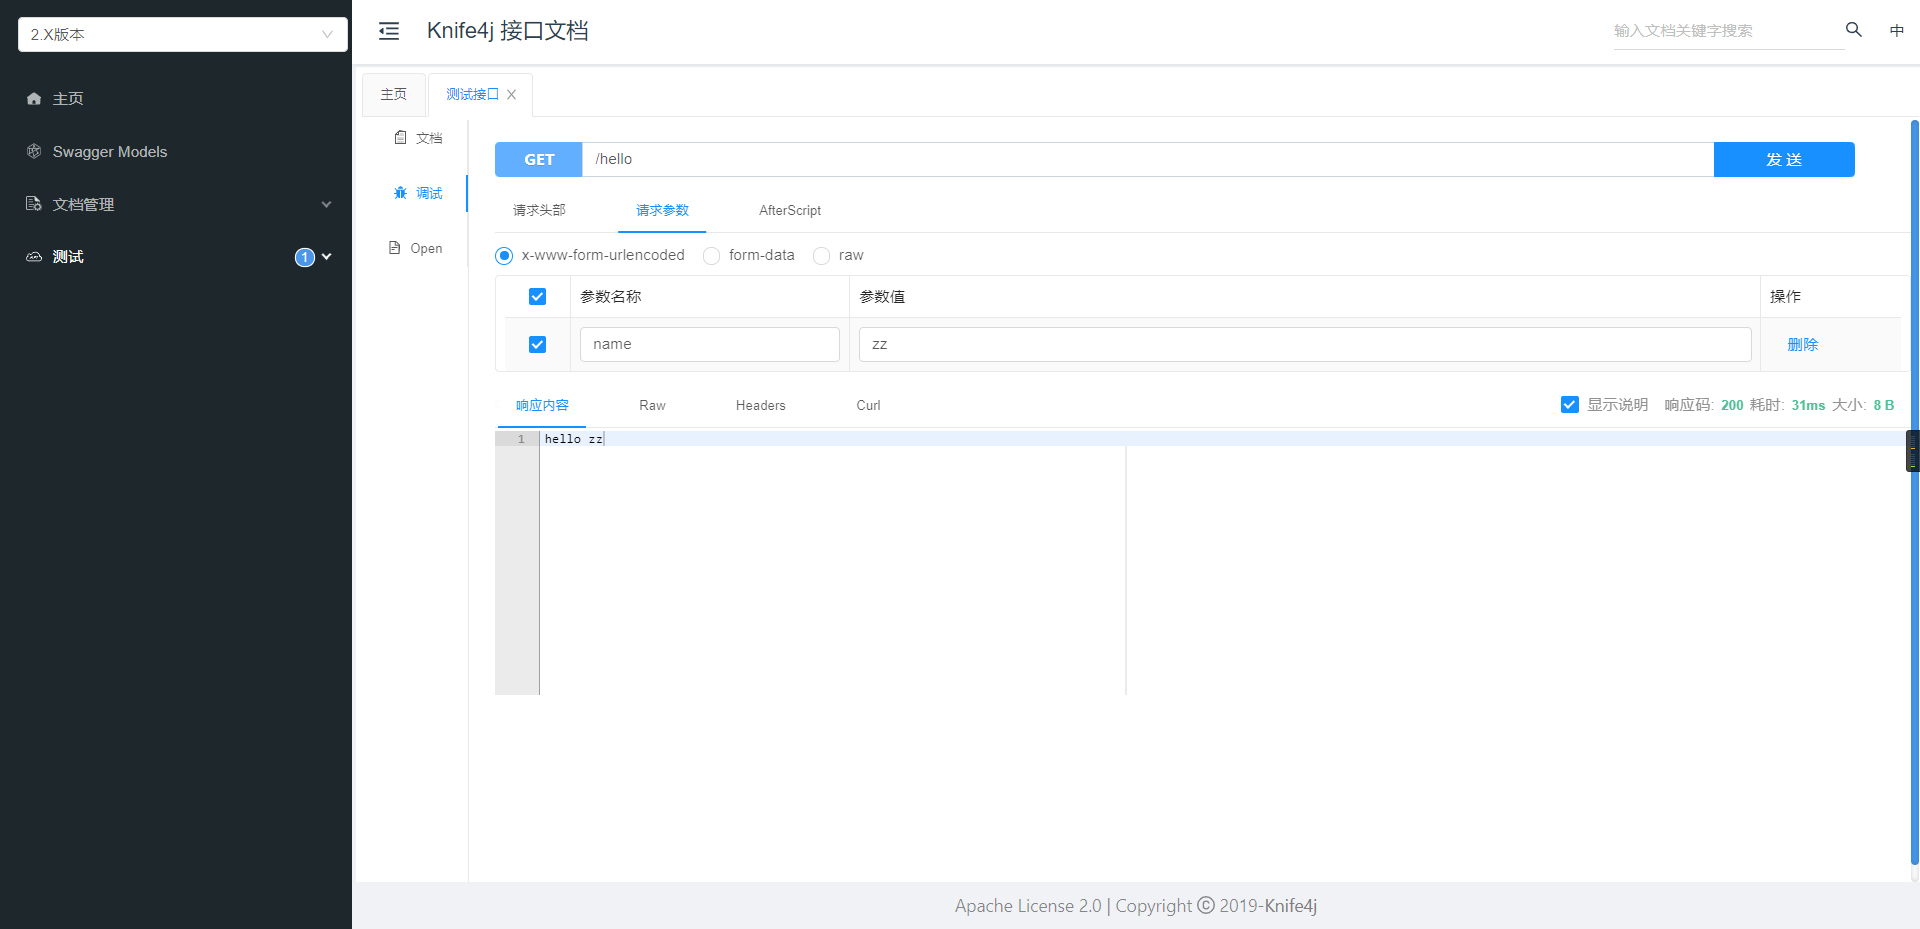 2.X版本
主页
Swagger Models
文档管理
测试 1
Knife4j 接口文档
输入文档关键字搜索 中
主页 测试接口
文档
调试
Open
GET /hello 发 送
请求头部 请求参数 AfterScript
x-www-form-urlencoded form-data raw
参数名称 参数值 操作
name zz 删除
响应内容 Raw Headers Curl 显示说明 响应码: 200 耗时: 31ms 大小: 8 B
1 hello zz
Apache License 2.0 | Copyright © 2019-Knife4j